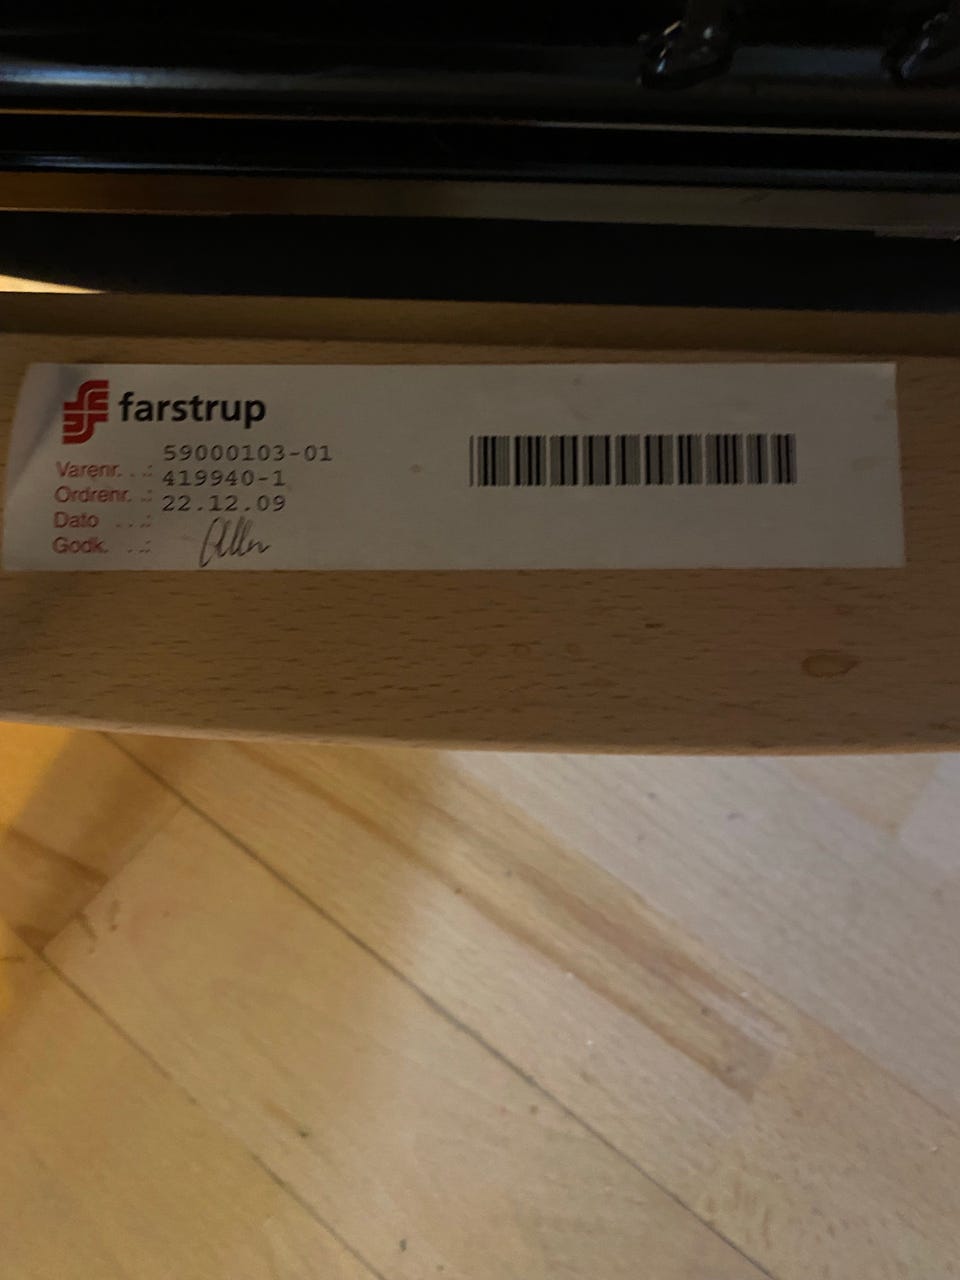 farstrup
Varenr. ..: 59000103-01
Ordrenr. .: 419940-1
Dato ...: 22.12.09
Godk. ...: